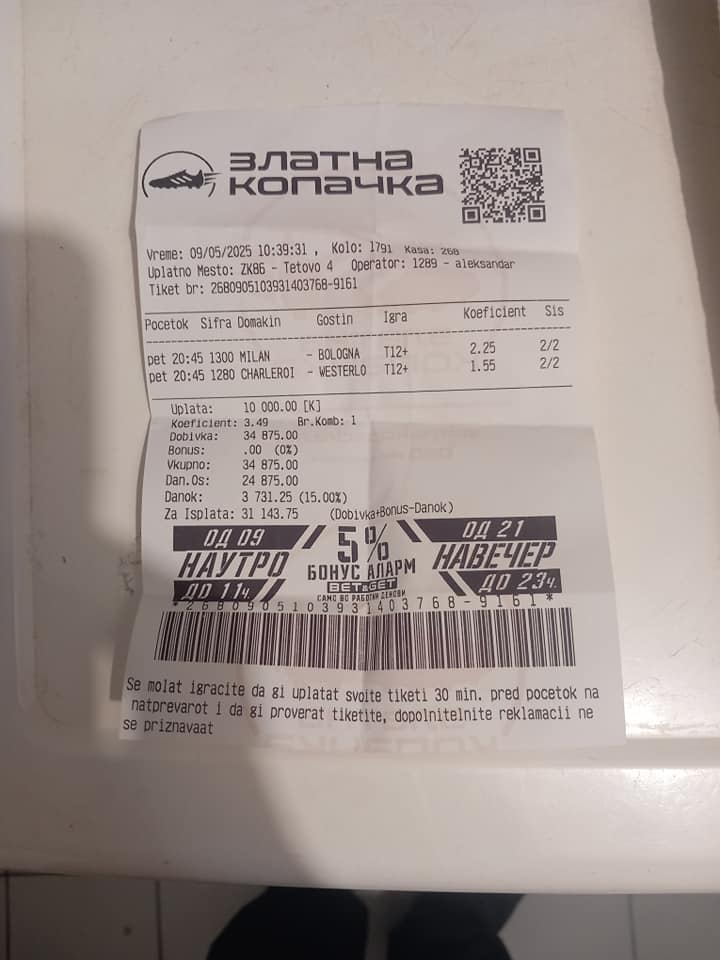 ЗЛАТНА
КОПАЧКА
Vreme: 09/05/2025 10:39:31 , Kolo: 1791 Kasa: 268
Uplatno Mesto: ZK86 - Tetovo 4 Operator: 1289 - aleksandar
Tiket br: 2680905103931403768-9161
Pocetok Sifra Domakin Gostin Igra Koeficient Sis
pet 20:45 1300 MILAN - BOLOGNA T12+ 2.25 2/2
pet 20:45 1280 CHARLEROI - WESTERLO T12+ 1.55 2/2
Uplata: 10 000.00 [K]
Koeficient: 3.49 Br.Komb: 1
Dobivka: 34 875.00
Bonus: .00 (0%)
Vkupno: 34 875.00
Dan.Os: 24 875.00
Danok: 3 731.25 (15.00%)
Za Isplata: 31 143.75 (Dobivka+Bonus-Danok)
ОД 09 НАУТРО ДО 11ч.
5% БОНУС АЛАРМ
BET&GET
САМО ВО РАБОТНИ ДЕНОВИ
ОД 21 НАВЕЧЕР ДО 23ч.
*2680905103931403768-9161*
Se molat igracite da gi uplatat svoite tiketi 30 min. pred pocetok na
natprevarot i da gi proverat tiketite, dopolnitelnite reklamacii ne
se priznavaat